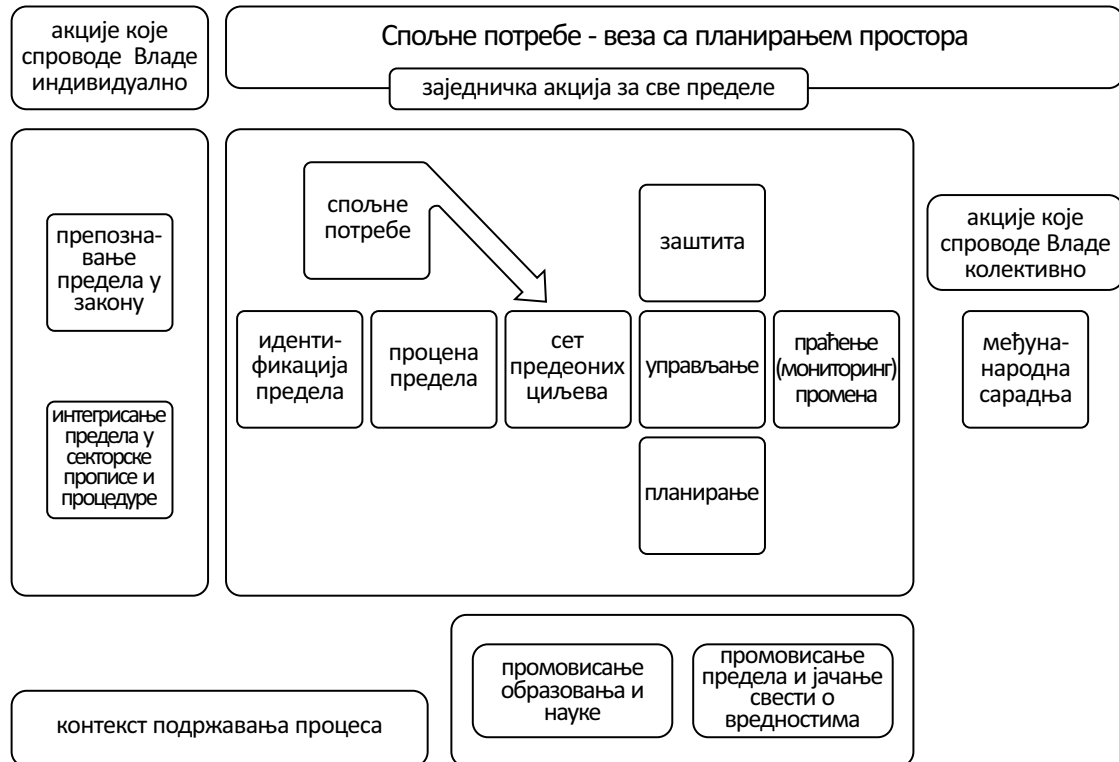 акције које
спроводе Владе
индивидуално
Спољне потребе - веза са планирањем простора
заједничка акција за све пределе
препозна-
вање
предела у
закону
интегрисање
предела у
секторске
прописе и
процедуре
спољне
потребе
заштита
иденти-
фикација
предела
процена
предела
сет
предеоних
циљева
управљање
праћење
(мониторинг)
промена
планирање
акције које
спроводе Владе
колективно
међуна-
народна
сарадња
промовисање
образовања и
науке
промовисање
предела и јачање
свести о
вредностима
контекст подржавања процеса